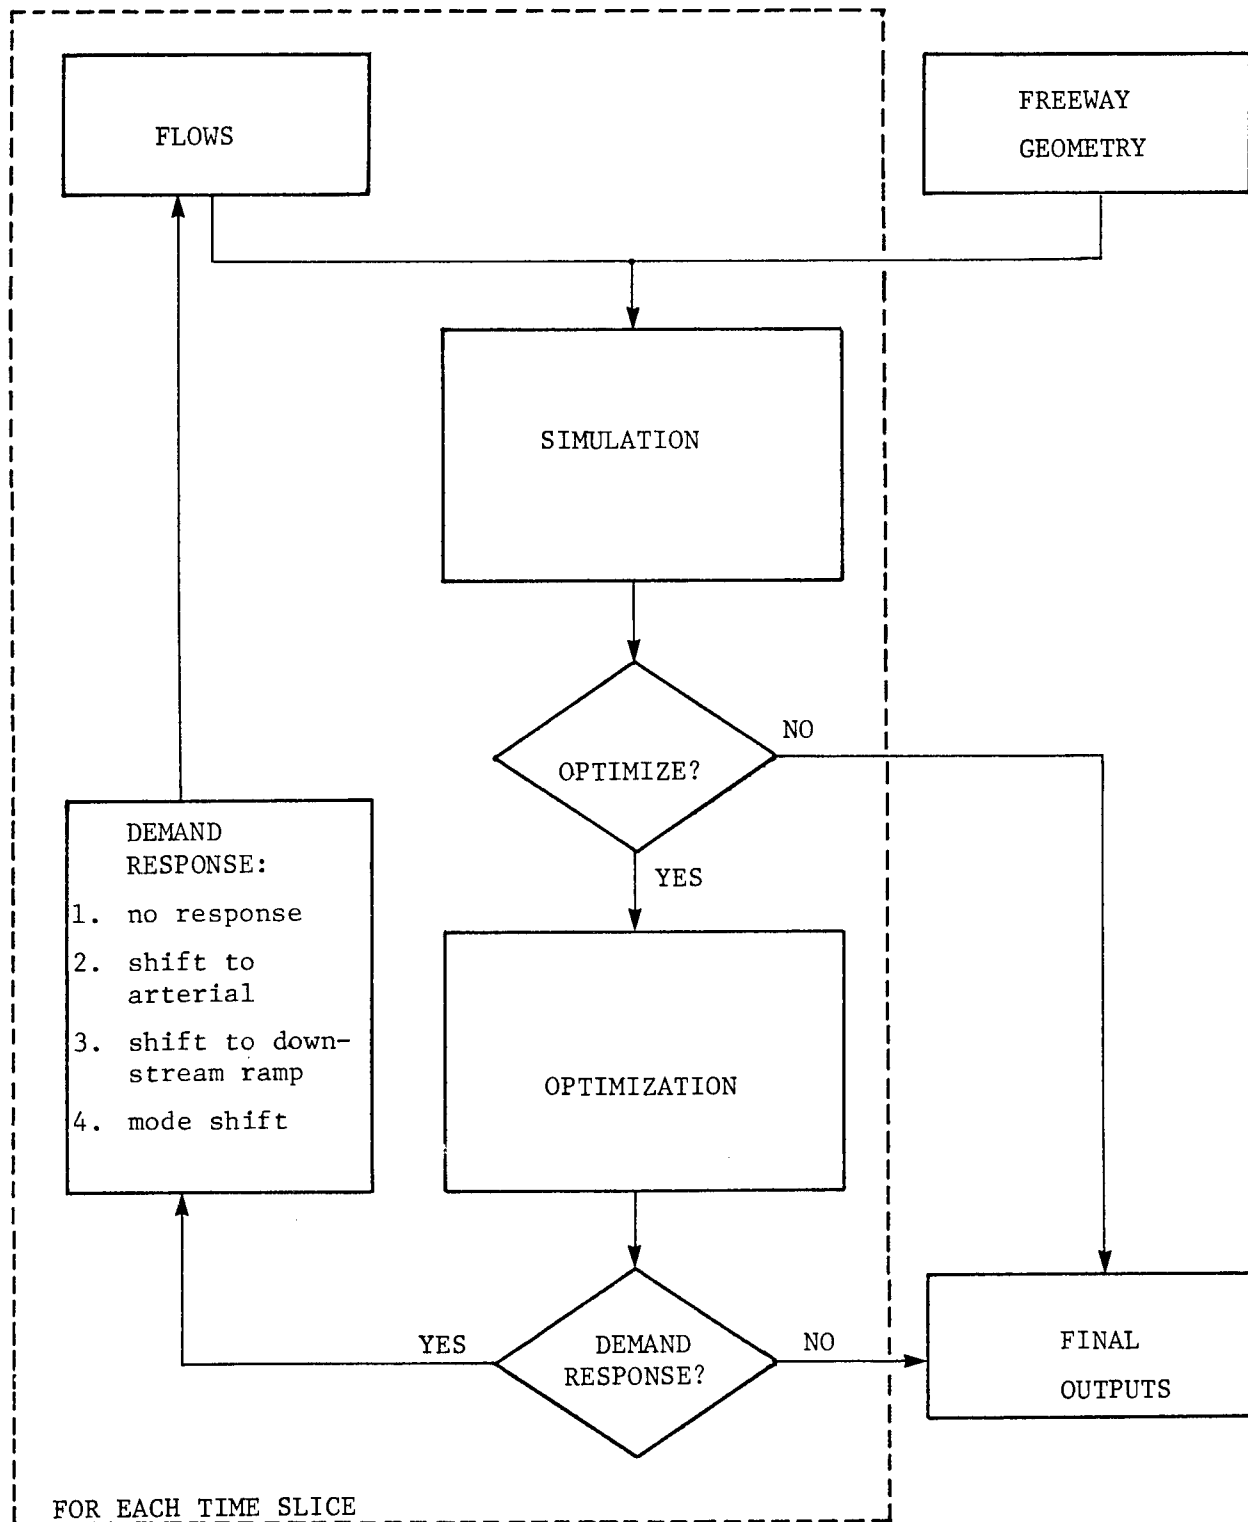 FLOWS
FREEWAY
GEOMETRY
SIMULATION
NO
OPTIMIZE?
YES
DEMAND
RESPONSE:
1. no response
2. shift to
arterial
3. shift to down-
stream ramp
4. mode shift
OPTIMIZATION
YES
DEMAND
RESPONSE?
NO
FINAL
OUTPUTS
FOR EACH TIME SLICE